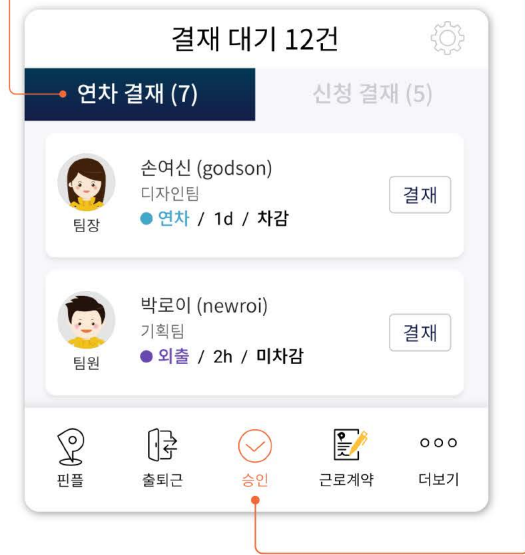 결재 대기 12건
연차 결재 (7)
신청 결재 (5)
손여신 (godson)
디자인팀
연차 / 1d / 차감
팀장
결재
박로이 (newroi)
기획팀
외출 / 2h / 미차감
팀원
결재
핀플
출퇴근
승인
근로계약
더보기